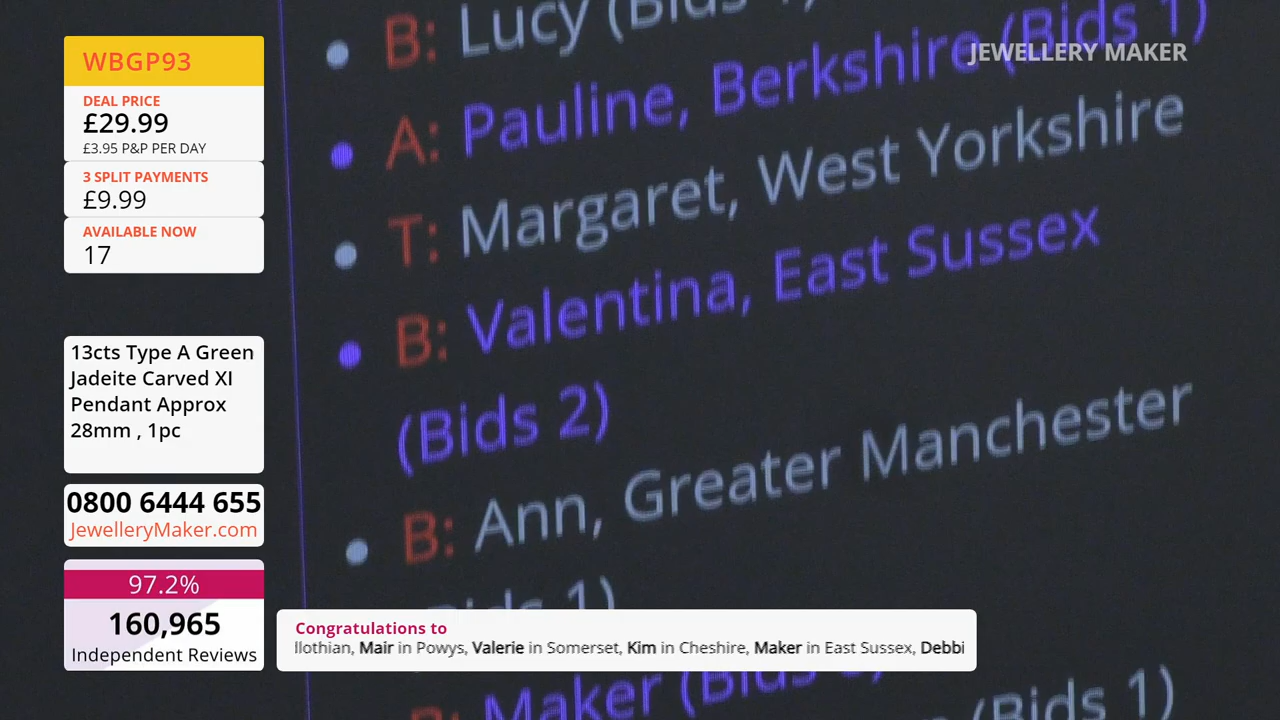 WBGP93
DEAL PRICE
£29.99
£3.95 P&P PER DAY
3 SPLIT PAYMENTS
£9.99
AVAILABLE NOW
17
13cts Type A Green
Jadeite Carved XI
Pendant Approx
28mm , 1pc
0800 6444 655
JewelleryMaker.com
97.2%
160,965
Independent Reviews
JEWELLERY MAKER
B: Lucy (Bids 1)
A: Pauline, Berkshire (Bids 1)
T: Margaret, West Yorkshire
B: Valentina, East Sussex
(Bids 2)
B: Ann, Greater Manchester
(Bids 1)
B: Maker (Bids
(Bids 1)
Congratulations to
llothian, Mair in Powys, Valerie in Somerset, Kim in Cheshire, Maker in East Sussex, Debbi